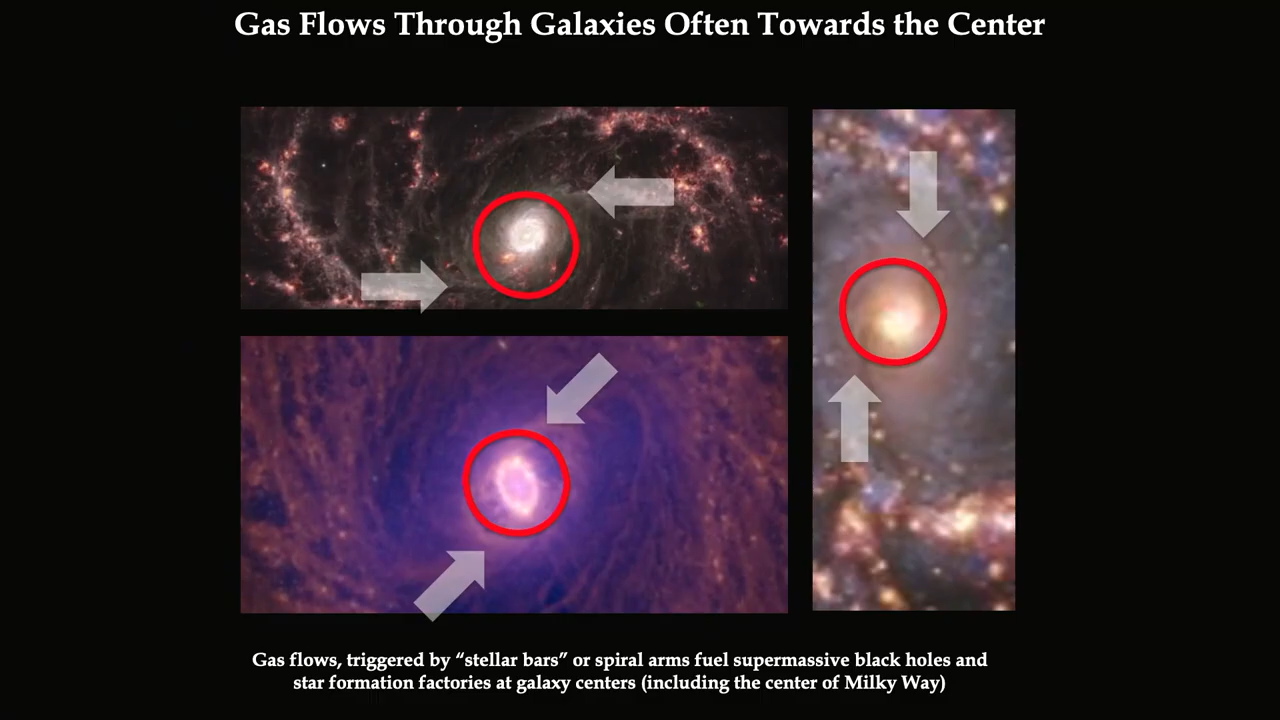 Gas Flows Through Galaxies Often Towards the Center
Gas flows, triggered by “stellar bars” or spiral arms fuel supermassive black holes and
star formation factories at galaxy centers (including the center of Milky Way)